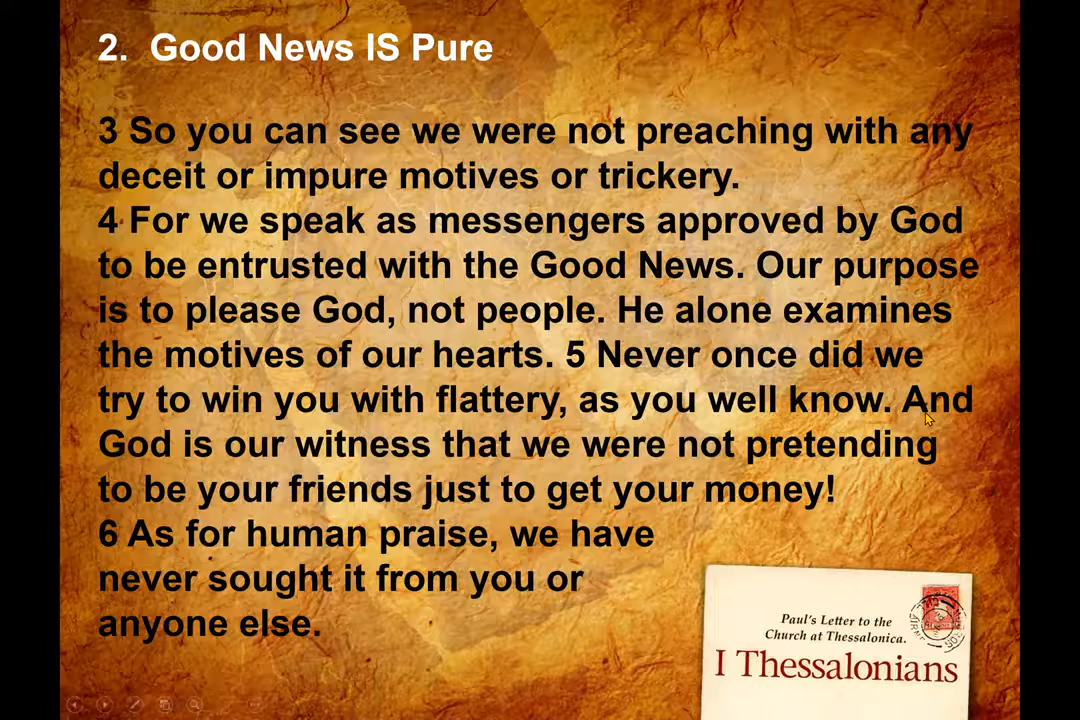 2. Good News IS Pure
3 So you can see we were not preaching with any
deceit or impure motives or trickery.
4 For we speak as messengers approved by God
to be entrusted with the Good News. Our purpose
is to please God, not people. He alone examines
the motives of our hearts. 5 Never once did we
try to win you with flattery, as you well know. And
God is our witness that we were not pretending
to be your friends just to get your money!
6 As for human praise, we have
never sought it from you or
anyone else.
Paul's Letter to the
Church at Thessalonica.
I Thessalonians